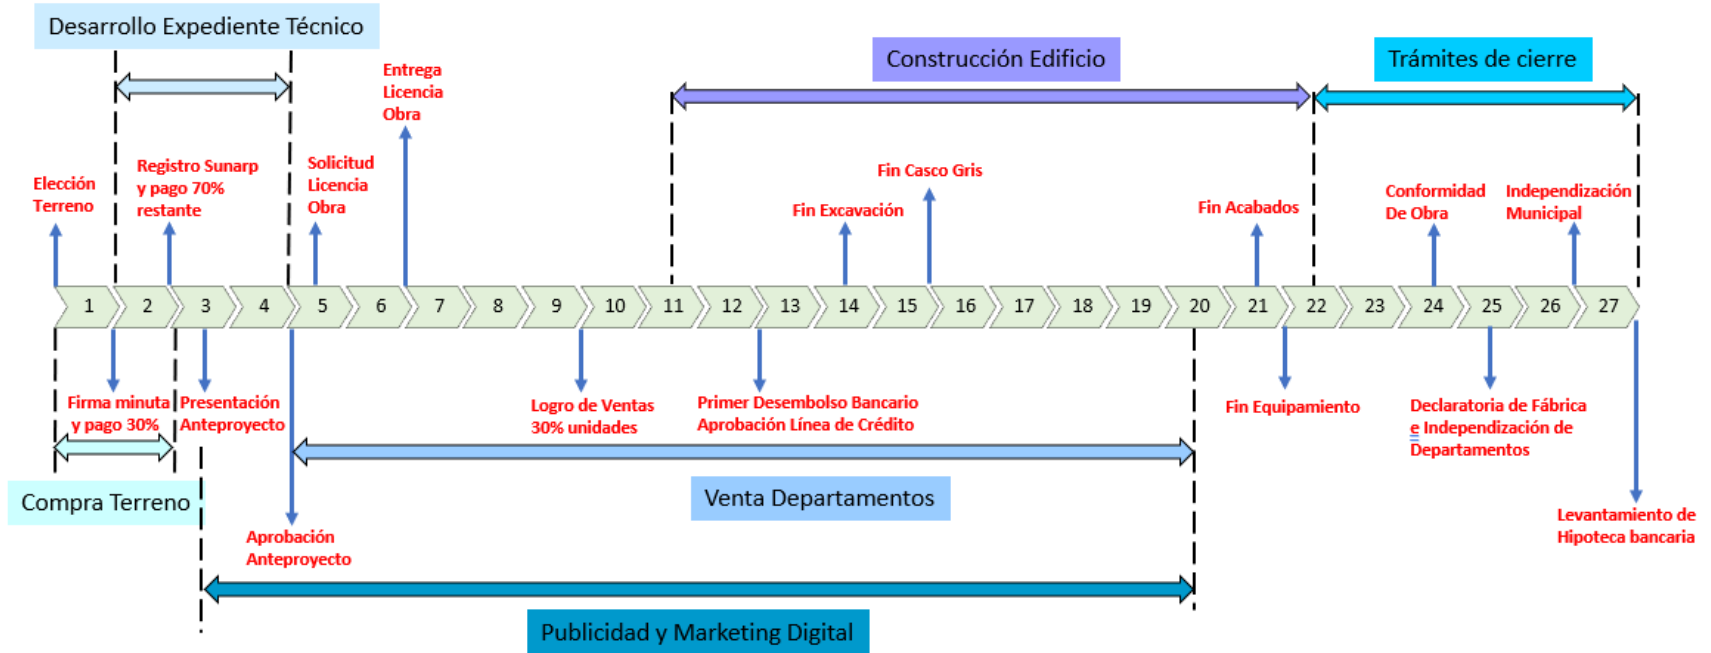 Desarrollo Expediente Técnico
Construcción Edificio
Trámites de cierre
Entrega
Licencia
Obra
Elección
Terreno
Registro Sunarp
y pago 70%
restante
Solicitud
Licencia
Obra
Fin Excavación
Fin Casco Gris
Fin Acabados
Conformidad
De Obra
Independización
Municipal
1 2 3 4 5 6 7 8 9 10 11 12 13 14 15 16 17 18 19 20 21 22 23 24 25 26 27
Firma minuta
y pago 30%
Presentación
Anteproyecto
Logro de Ventas
30% unidades
Primer Desembolso Bancario
Aprobación Línea de Crédito
Fin Equipamiento
Declaratoria de Fábrica
e Independización de
Departamentos
Compra Terreno
Venta Departamentos
Aprobación
Anteproyecto
Levantamiento de
Hipoteca bancaria
Publicidad y Marketing Digital